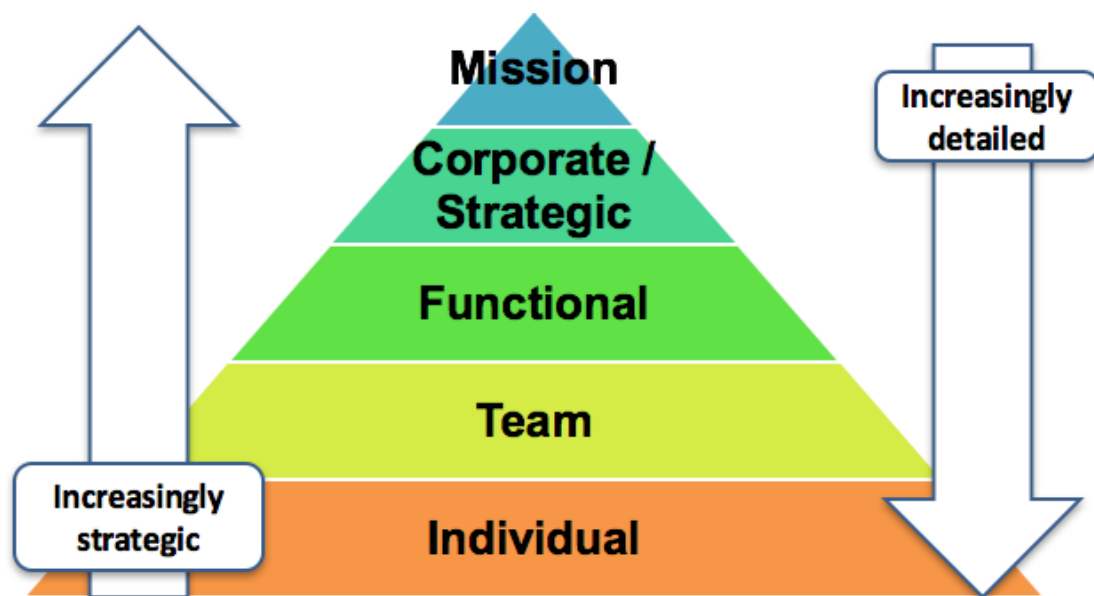 Mission
Corporate /
Strategic
Functional
Team
Individual
Increasingly
strategic
Increasingly
detailed